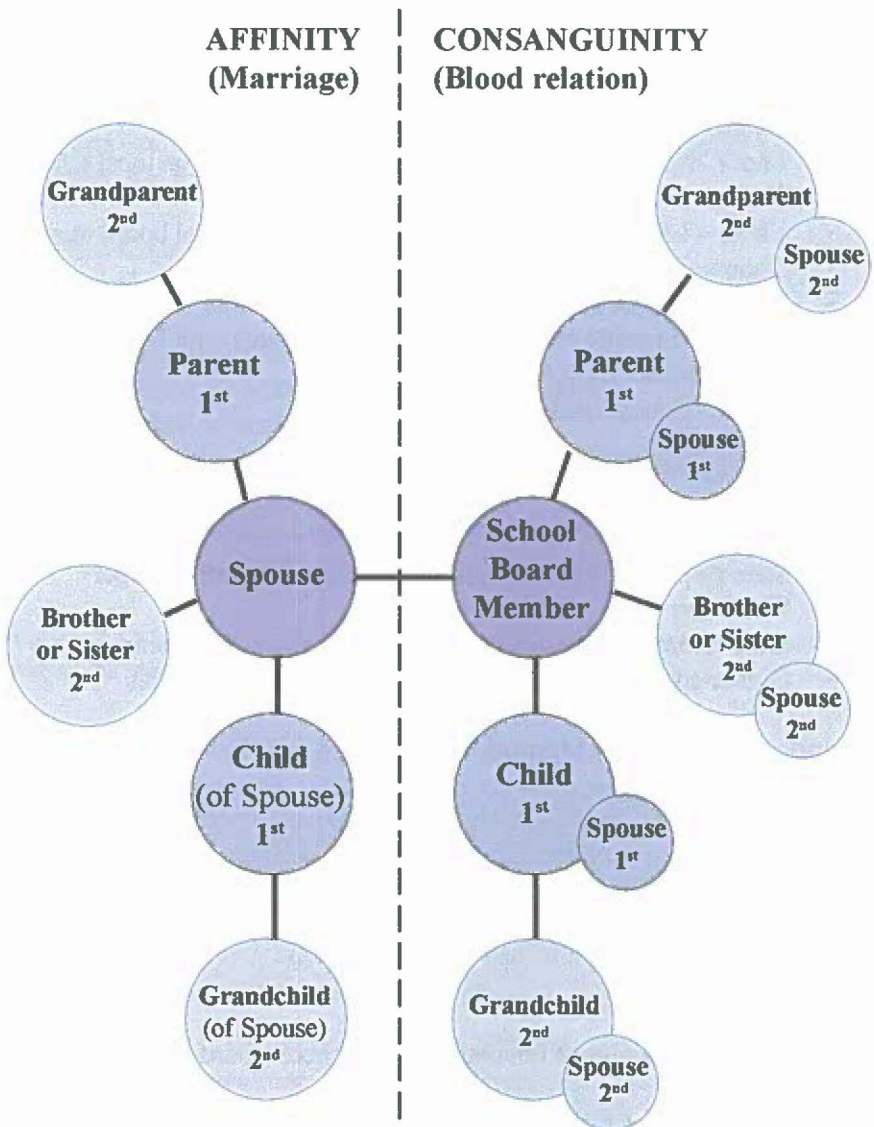 AFFINITY
(Marriage)
CONSANGUINITY
(Blood relation)
Grandparent
2nd
Parent
1st
Spouse
Brother
or Sister
2nd
Child
(of Spouse)
1st
Grandchild
(of Spouse)
2nd
Grandparent
2nd
Spouse
2nd
Parent
1st
Spouse
1st
School
Board
Member
Brother
or Sister
2nd
Spouse
2nd
Child
1st
Spouse
1st
Grandchild
2nd
Spouse
2nd